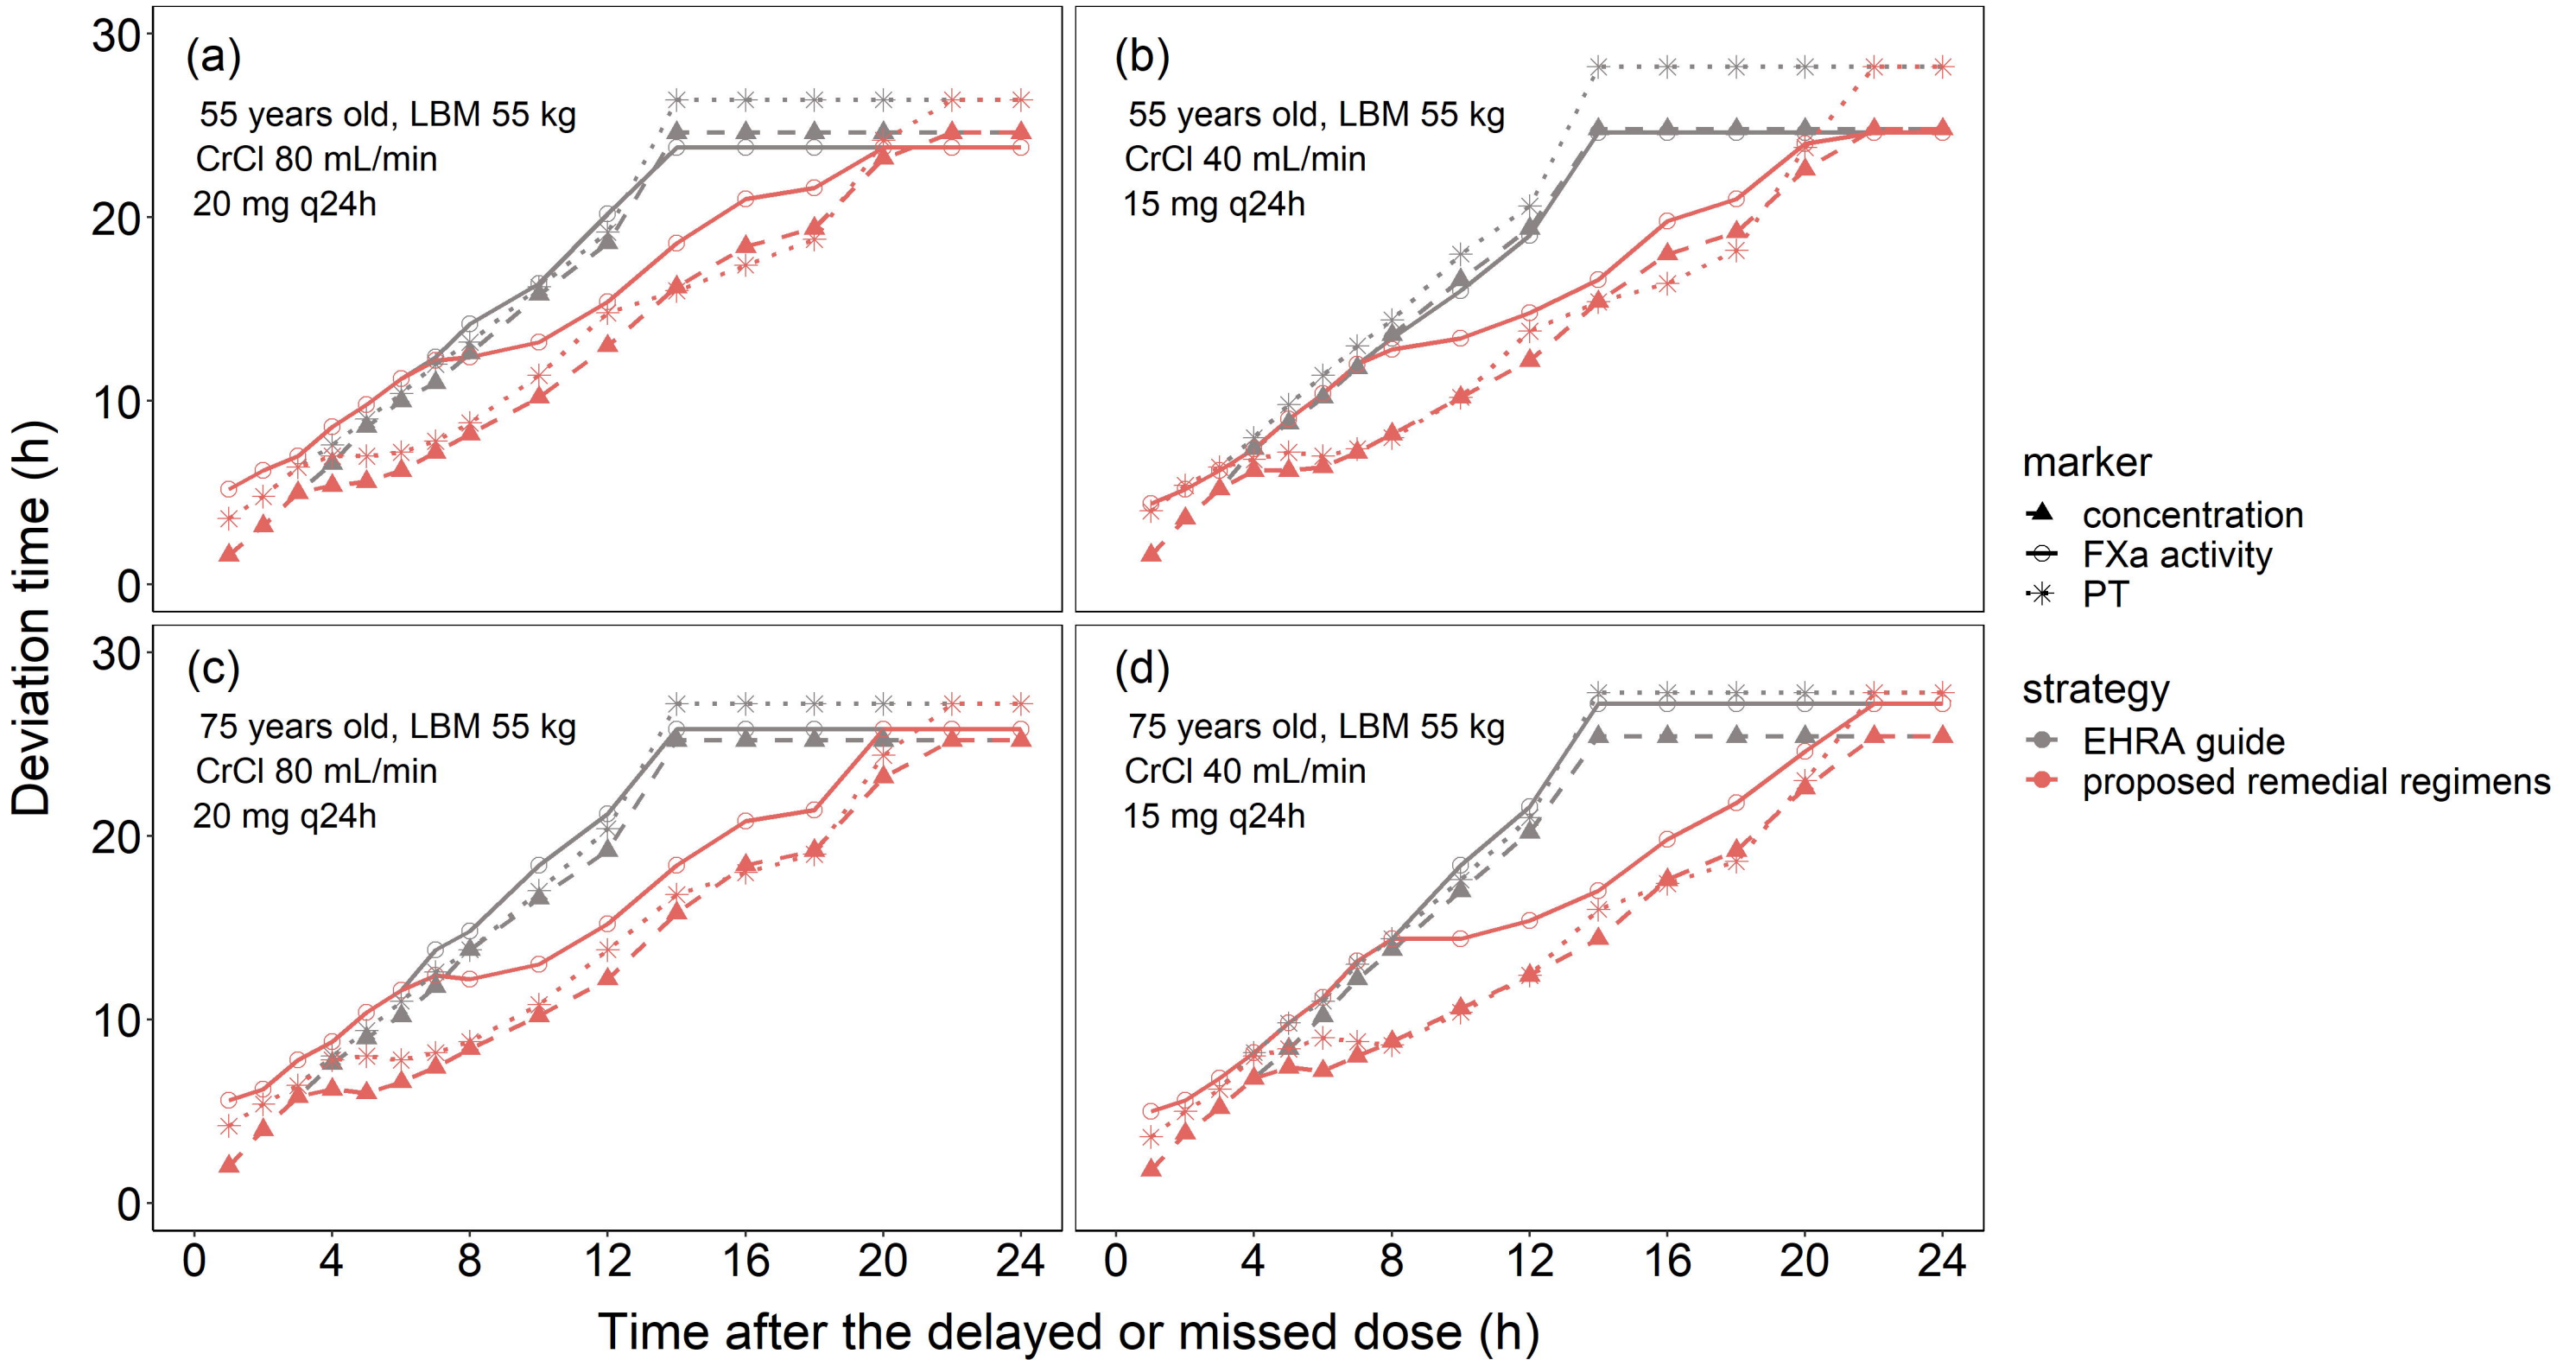 30
20
10
0
(a)
55 years old, LBM 55 kg
CrCl 80 mL/min
20 mg q24h
(b)
55 years old, LBM 55 kg
CrCl 40 mL/min
15 mg q24h
30
20
10
0
(c)
75 years old, LBM 55 kg
CrCl 80 mL/min
20 mg q24h
(d)
75 years old, LBM 55 kg
CrCl 40 mL/min
15 mg q24h
0 4 8 12 16 20 24
0 4 8 12 16 20 24
Deviation time (h)
Time after the delayed or missed dose (h)
marker
concentration
FXa activity
PT
strategy
EHRA guide
proposed remedial regimens